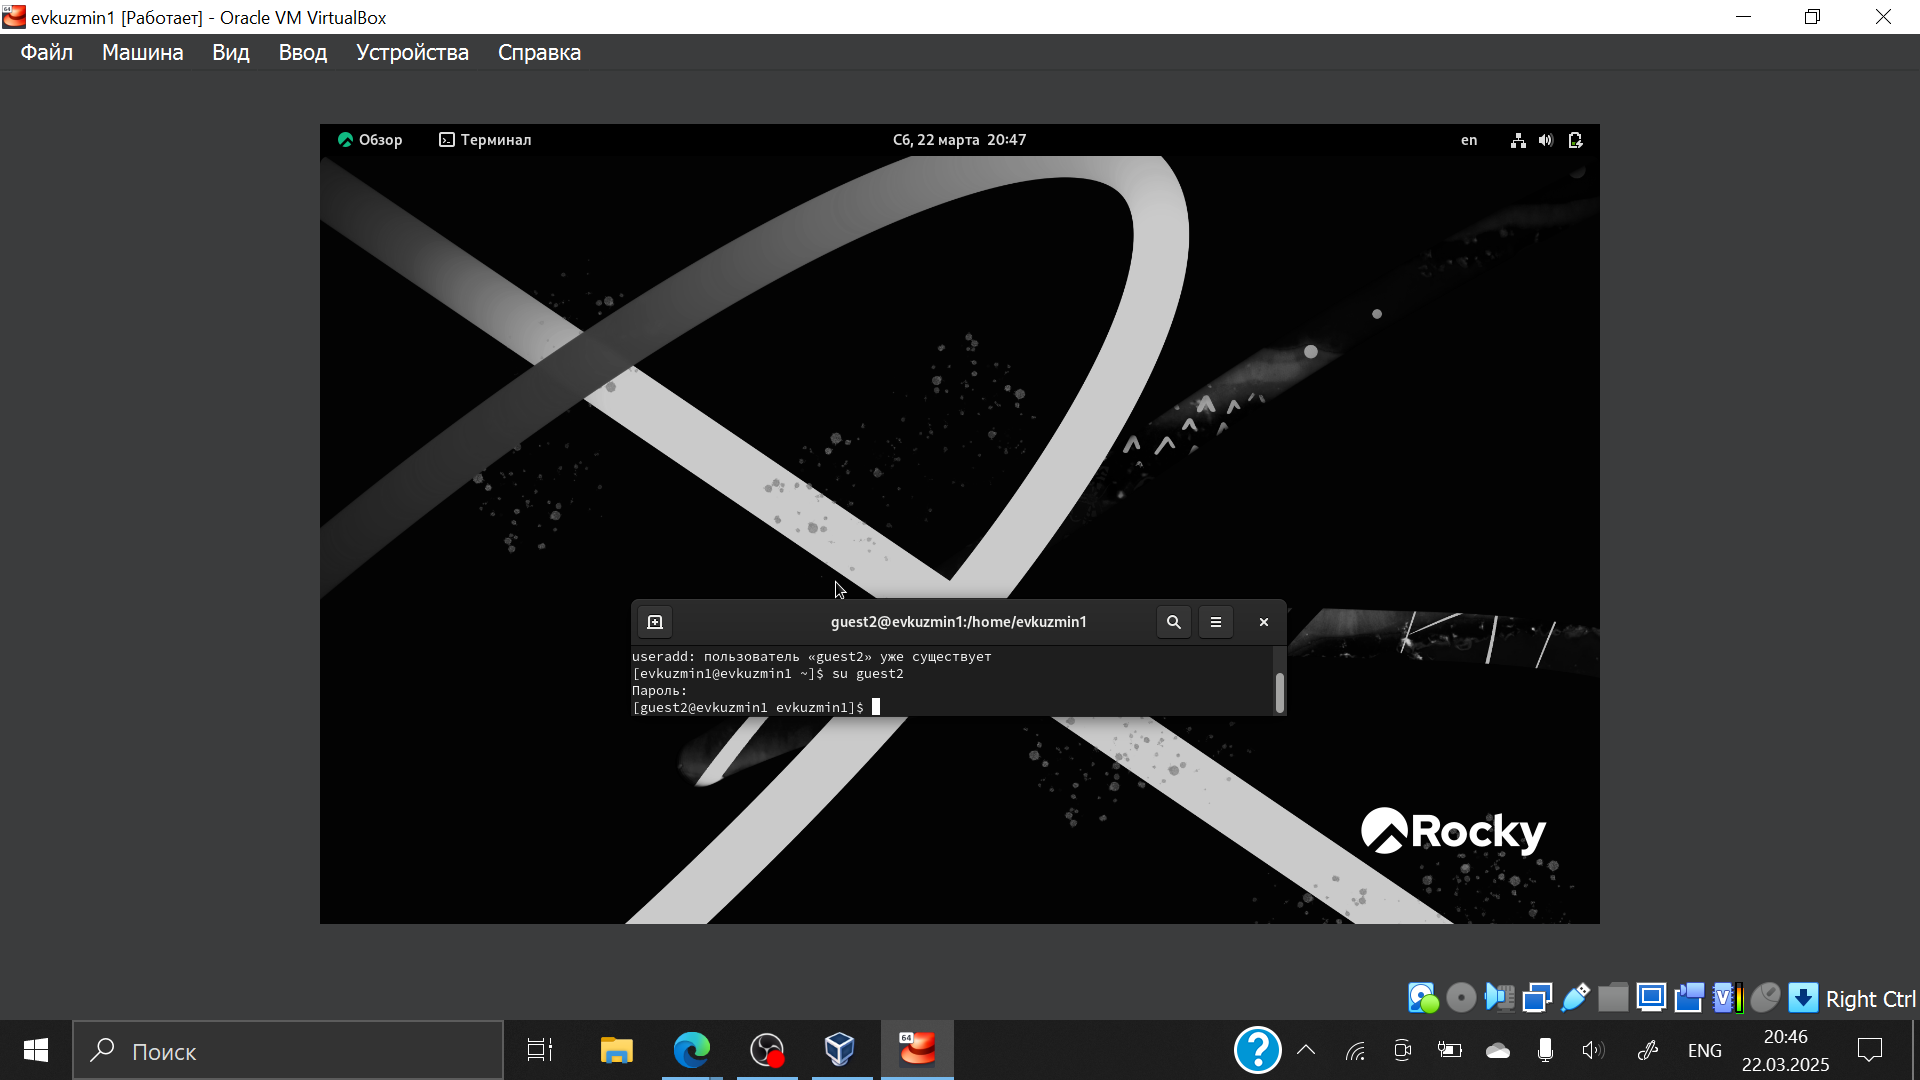 evkuzmin1 [Работает] - Oracle VM VirtualBox
Файл Машина Вид Ввод Устройства Справка
Обзор Терминал Сб, 22 марта 20:47 en
guest2@evkuzmin1:/home/evkuzmin1
useradd: пользователь «guest2» уже существует
[evkuzmin1@evkuzmin1 ~]$ su guest2
Пароль:
[guest2@evkuzmin1 evkuzmin1]$
Rocky
Right Ctrl
Поиск
64
ENG
20:46
22.03.2025